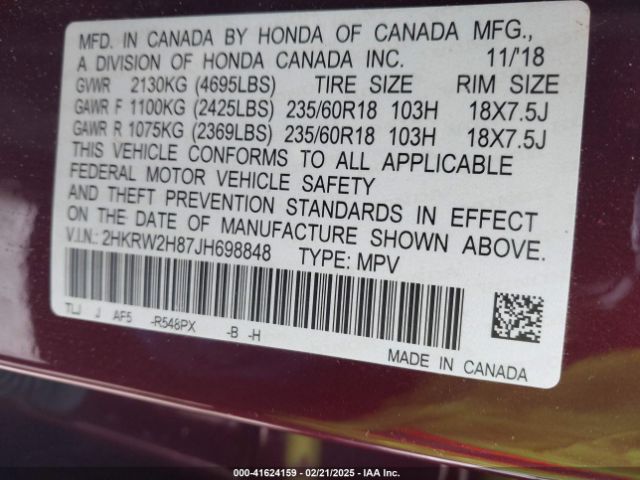 MFD. IN CANADA BY HONDA OF CANADA MFG.,
A DIVISION OF HONDA CANADA INC. 11/'18
GVWR 2130KG (4695LBS) TIRE SIZE RIM SIZE
GAWR F 1100KG (2425LBS) 235/60R18 103H 18X7.5J
GAWR R 1075KG (2369LBS) 235/60R18 103H 18X7.5J
THIS VEHICLE CONFORMS TO ALL APPLICABLE
FEDERAL MOTOR VEHICLE SAFETY
AND THEFT PREVENTION STANDARDS IN EFFECT
ON THE DATE OF MANUFACTURE SHOWN ABOVE.
V.I.N.: 2HKRW2H87JH698848 TYPE: MPV
TLJ J AF5 -R548PX -B -H
MADE IN CANADA
000-41624159 — 02/21/2025 — IAA Inc.